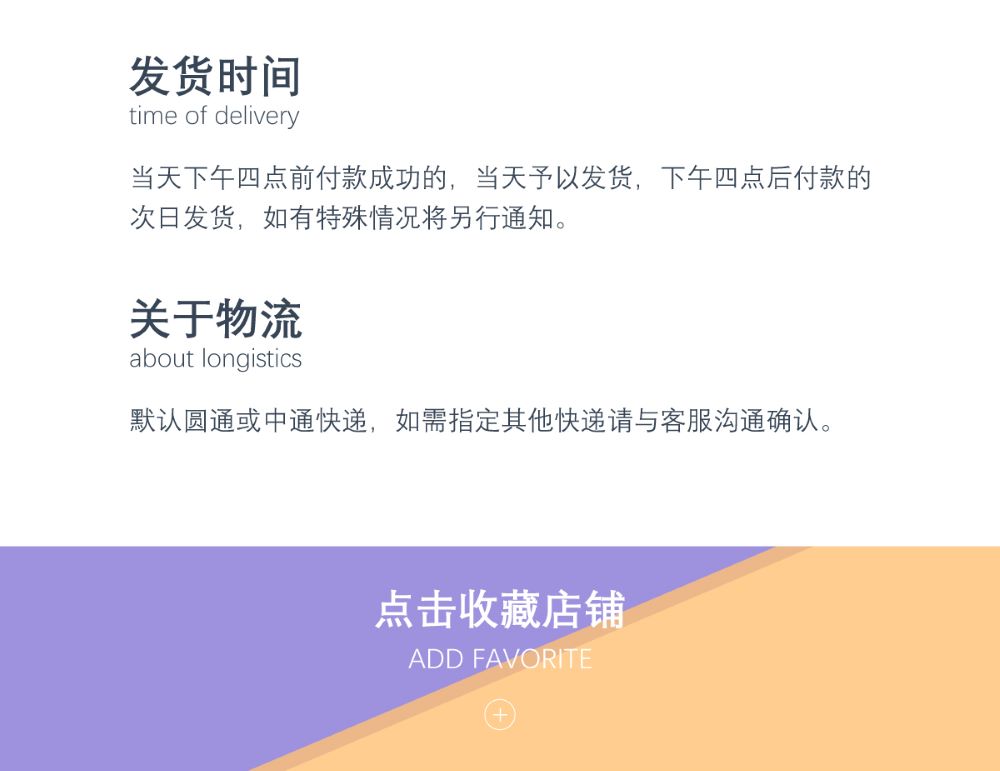 发货时间
time of delivery
当天下午四点前付款成功的，当天予以发货，下午四点后付款的
次日发货，如有特殊情况将另行通知。
关于物流
about longistics
默认圆通或中通快递，如需指定其他快递请与客服沟通确认。
点击收藏店铺
ADD FAVORITE